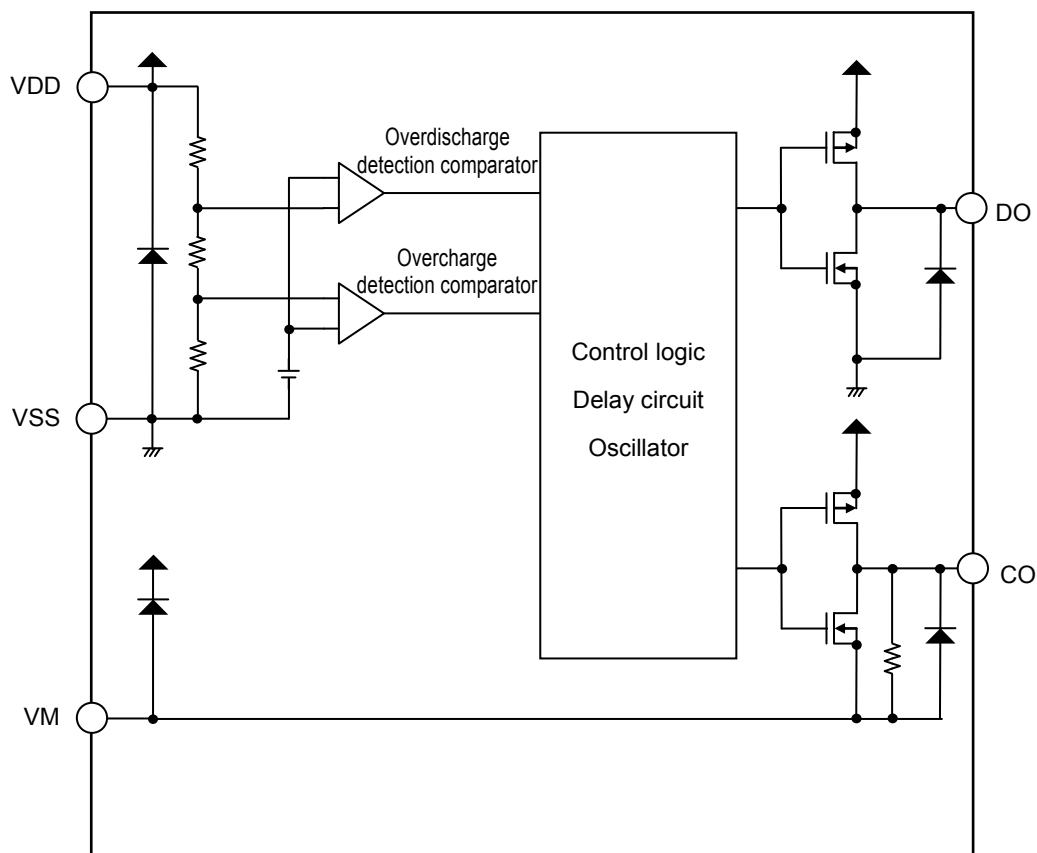 VDD
Overdischarge
detection comparator
DO
Overcharge
detection comparator
Control logic
Delay circuit
Oscillator
VSS
CO
VM